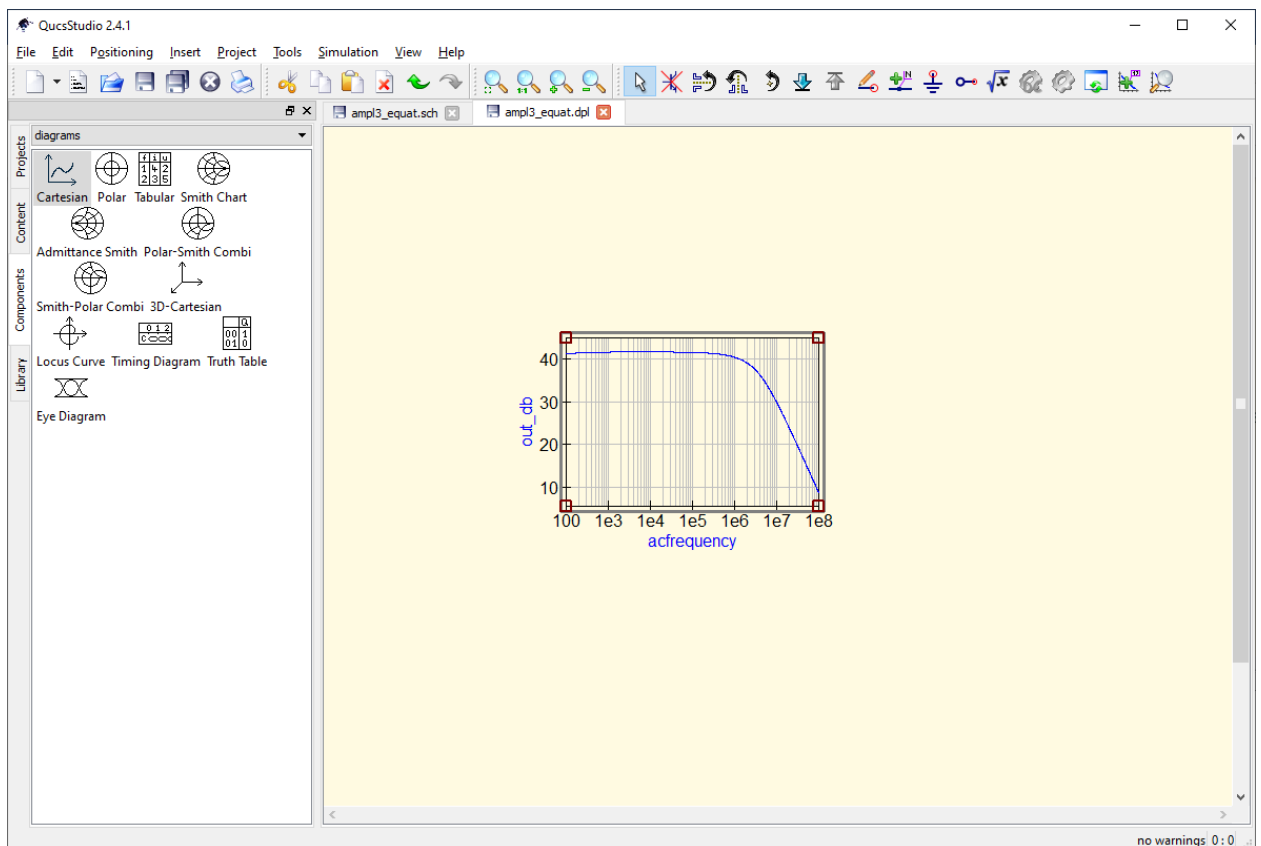 QucsStudio 2.4.1
File Edit Positioning Insert Project Tools Simulation View Help
ampl3_equat.sch ampl3_equat.dpl
diagrams
Projects
Content
Components
Library
Cartesian Polar Tabular Smith Chart
Admittance Smith Polar-Smith Combi
Smith-Polar Combi 3D-Cartesian
Locus Curve Timing Diagram Truth Table
Eye Diagram
40
30
20
10
out_db
100 1e3 1e4 1e5 1e6 1e7 1e8
acfrequency
no warnings 0 : 0